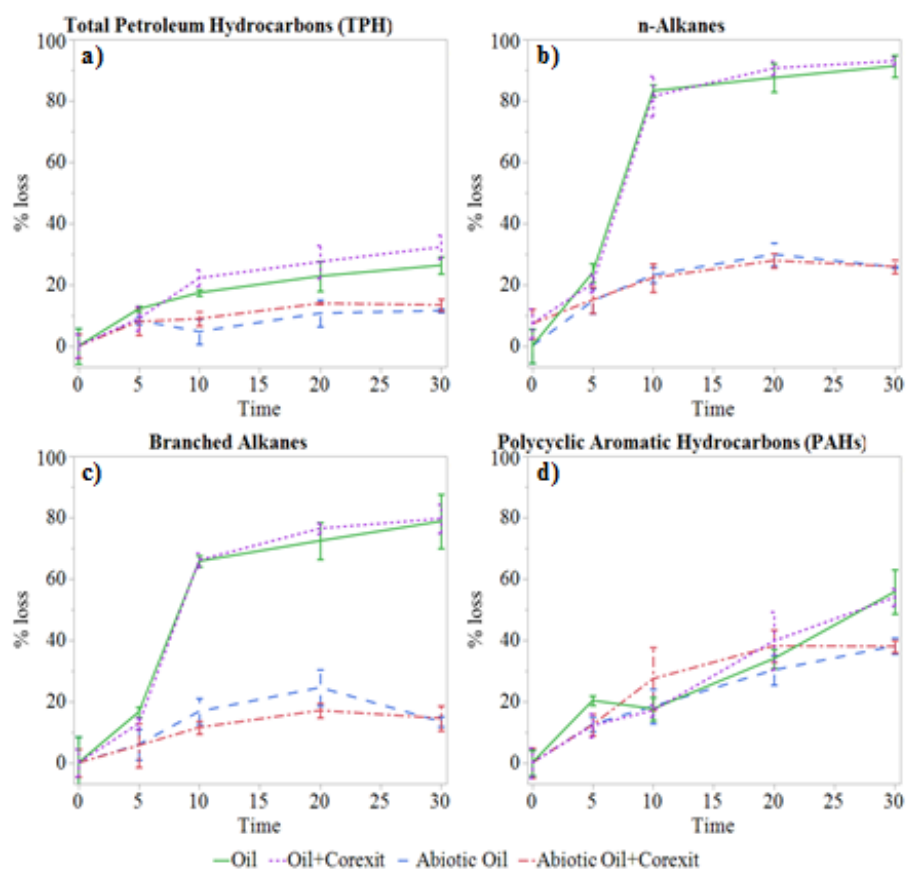 Total Petroleum Hydrocarbons (TPH)
a)
100
80
60
40
20
0
% loss
0 5 10 15 20 25 30
Time
n-Alkanes
b)
100
80
60
40
20
0
% loss
0 5 10 15 20 25 30
Time
Branched Alkanes
c)
100
80
60
40
20
0
% loss
0 5 10 15 20 25 30
Time
Polycyclic Aromatic Hydrocarbons (PAHs)
d)
100
80
60
40
20
0
% loss
0 5 10 15 20 25 30
Time
Oil Oil+Corexit Abiotic Oil Abiotic Oil+Corexit